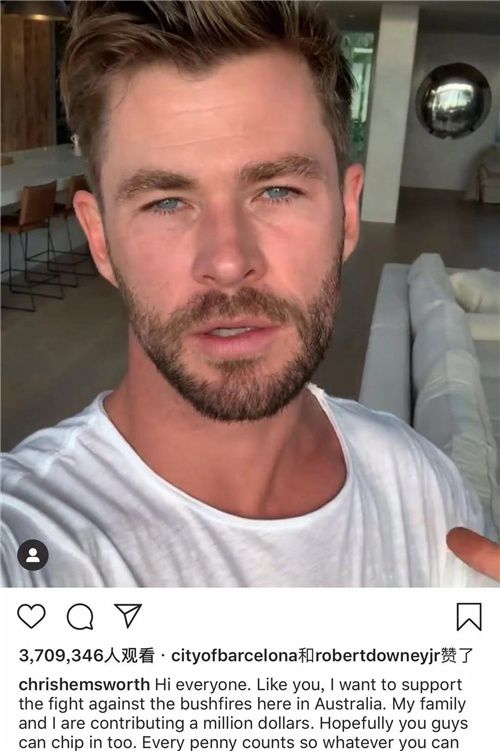 3,709,346人观看 · cityofbarcelona和robertdowneyjr赞了
chrishemsworth Hi everyone. Like you, I want to support
the fight against the bushfires here in Australia. My family
and I are contributing a million dollars. Hopefully you guys
can chip in too. Every penny counts so whatever you can